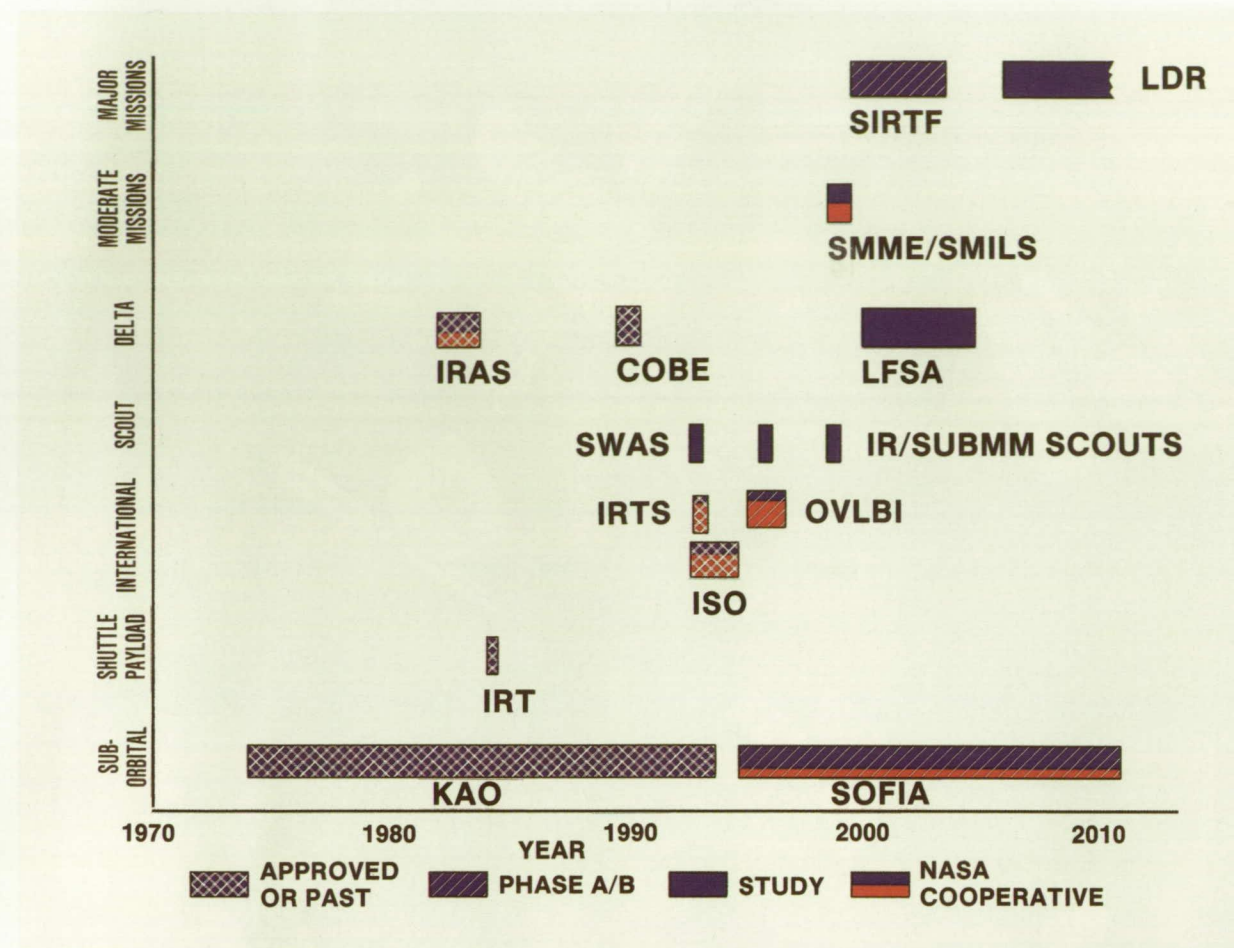 MAJOR
MISSIONS
LDR
SIRTF
MODERATE
MISSIONS
SMME/SMILS
DELTA
IRAS
COBE
LFSA
SCOUT
SWAS
IR/SUBMM SCOUTS
INTERNATIONAL
IRTS
OVLBI
ISO
SHUTTLE
PAYLOAD
IRT
SUB-
ORBITAL
KAO
SOFIA
1970
1980
1990
2000
2010
YEAR
APPROVED
OR PAST
PHASE A/B
STUDY
NASA
COOPERATIVE